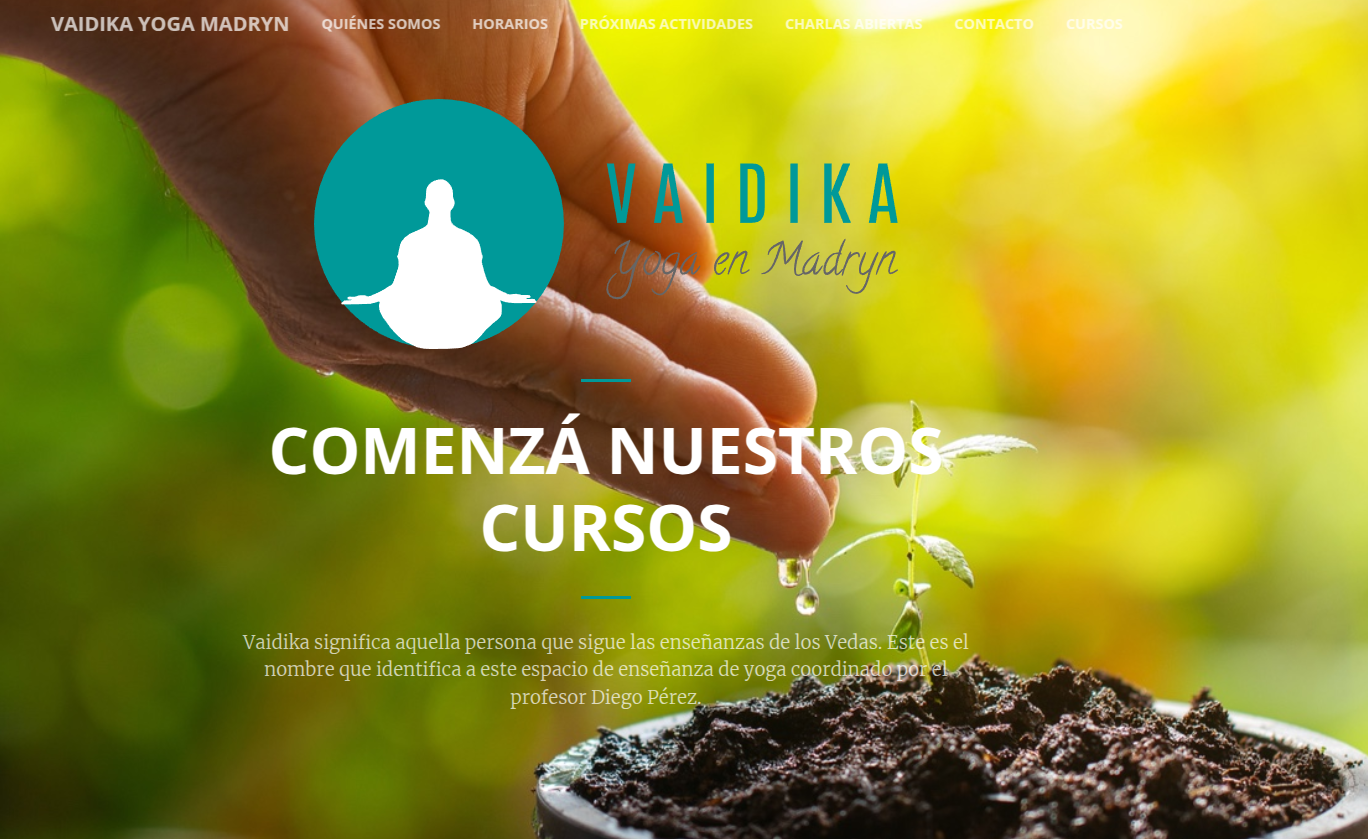 VAIDIKA YOGA MADRYN QUIÉNES SOMOS HORARIOS PRÓXIMAS ACTIVIDADES CHARLAS ABIERTAS CONTACTO CURSOS
VAIDIKA
Yoga en Madryn
COMENZÁ NUESTROS
CURSOS
Vaidika significa aquella persona que sigue las enseñanzas de los Vedas. Este es el
nombre que identifica a este espacio de enseñanza de yoga coordinado por el
profesor Diego Pérez.